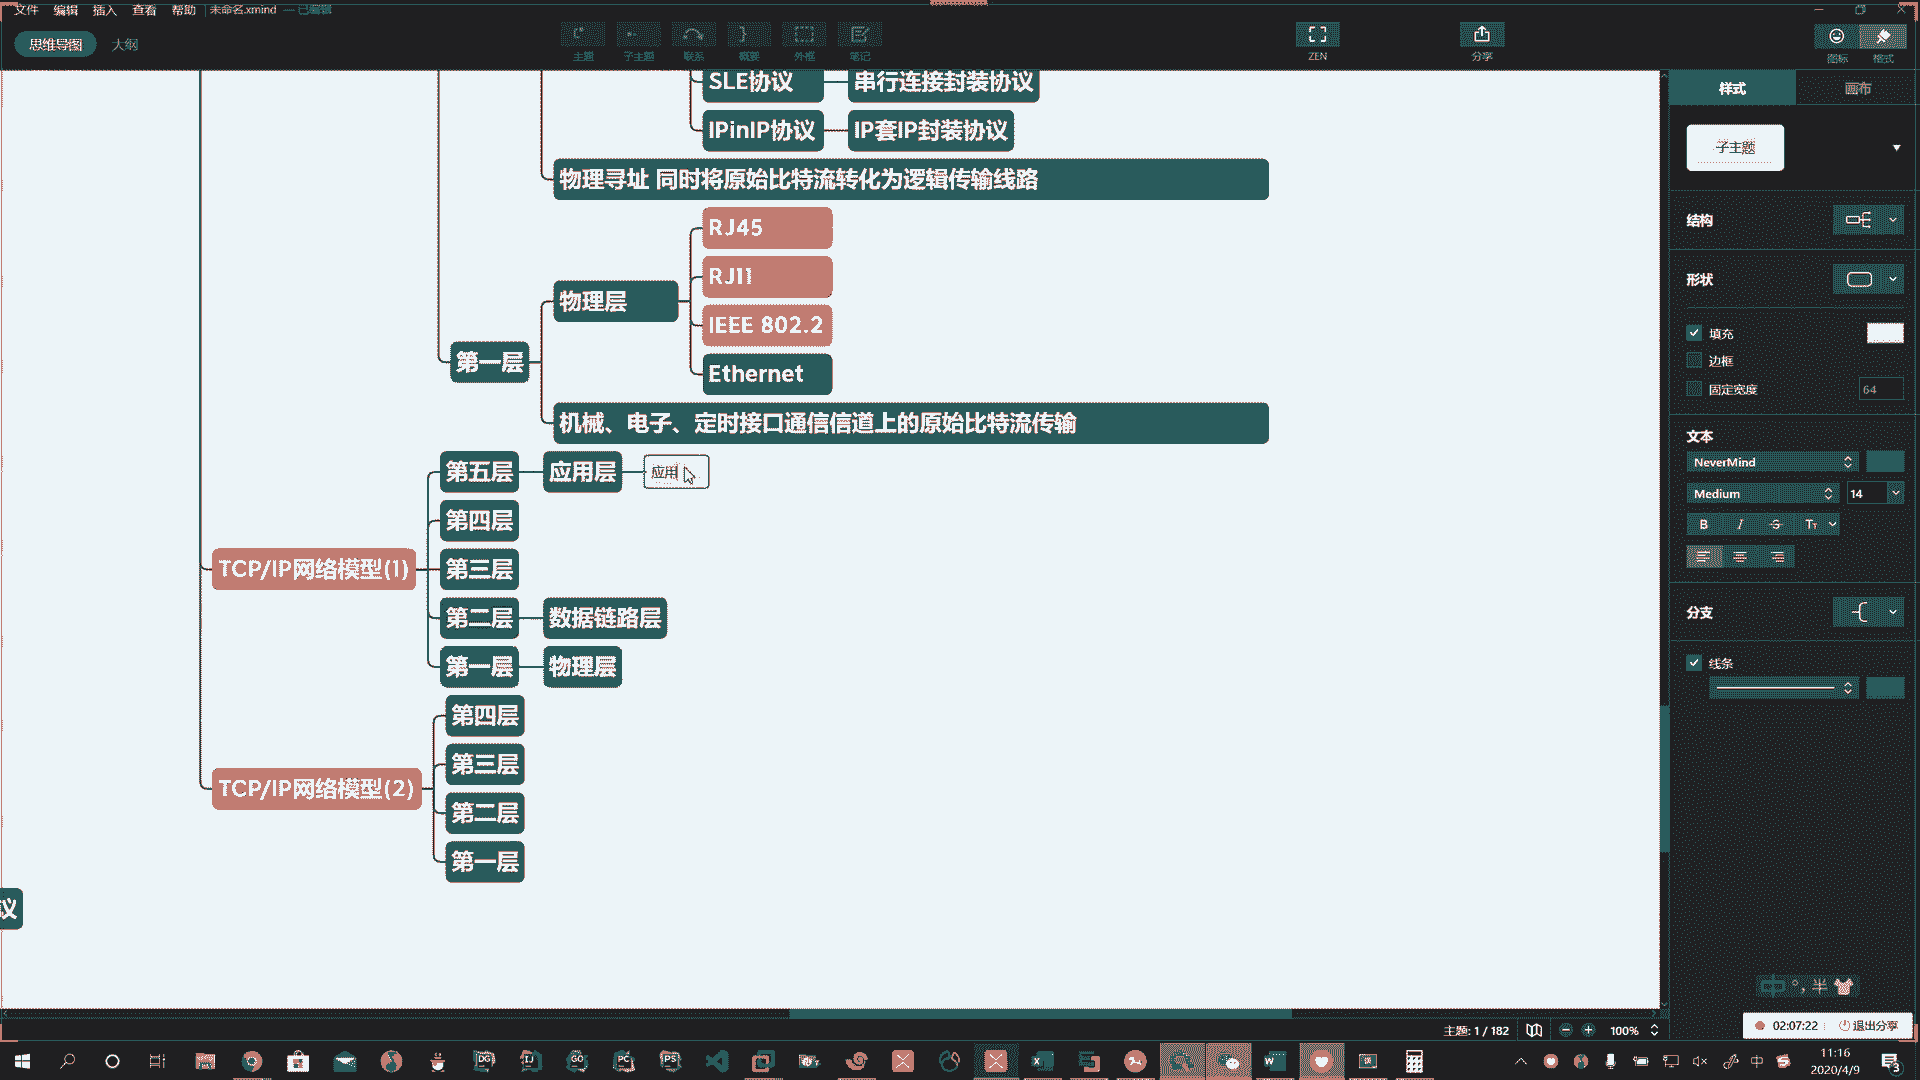 文件 编辑 插入 查看 帮助 未命名.xmind — 已编辑
思维导图 大纲
主题 子主题 联系 概要 外框 笔记 ZEN 分享 图标 格式
SLE协议 串行连接封装协议
IPinIP协议 IP套IP封装协议
物理寻址 同时将原始比特流转化为逻辑传输线路
RJ45
RJ11
物理层
IEEE 802.2
第一层
Ethernet
机械、电子、定时接口通信信道上的原始比特流传输
第五层 应用层 应用
第四层
TCP/IP网络模型(1) 第三层
第二层 数据链路层
第一层 物理层
第四层
第三层
TCP/IP网络模型(2)
第二层
第一层
议
样式 画布
子主题
结构
形状
填充
边框
固定宽度 64
文本
NeverMind
Medium 14
B I S Tт
分支
线条
中 °, 半
02:07:22 退出分享
主题: 1 / 182 100%
DG IJ GO PC PS W 中
11:16
2020/4/9
3